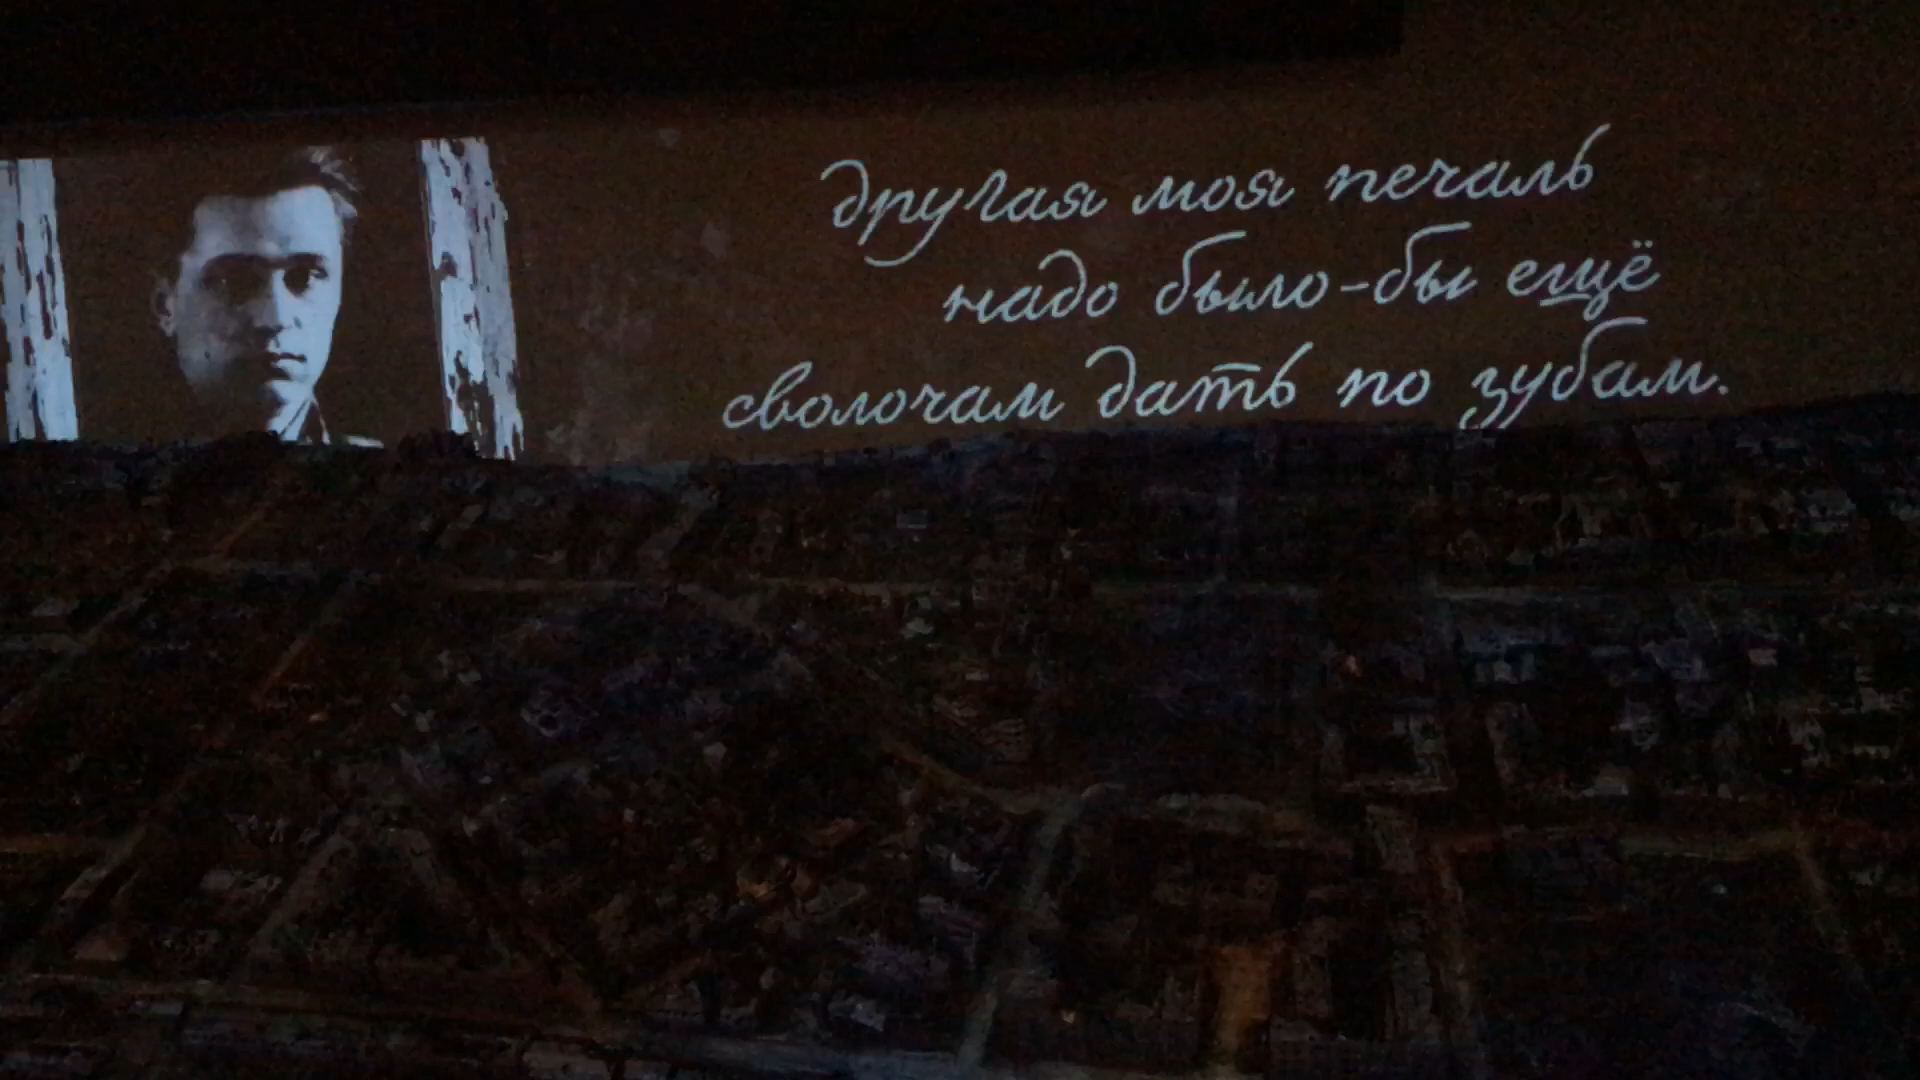 другая моя печаль
надо было-бы ещё
сволочам дать по зубам.